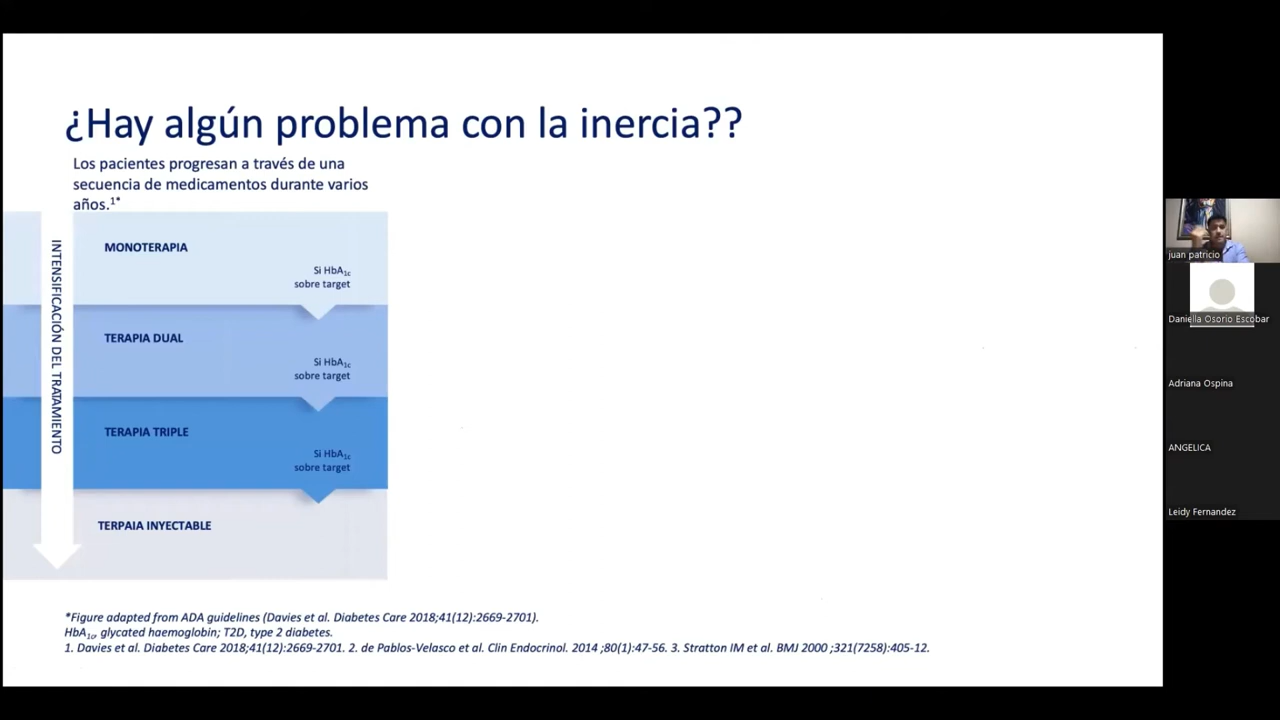 ¿Hay algún problema con la inercia??
Los pacientes progresan a través de una
secuencia de medicamentos durante varios
años.1*
INTENSIFICACIÓN DEL TRATAMIENTO
MONOTERAPIA
Si HbA1c
sobre target
TERAPIA DUAL
Si HbA1c
sobre target
TERAPIA TRIPLE
Si HbA1c
sobre target
TERPAIA INYECTABLE
*Figure adapted from ADA guidelines (Davies et al. Diabetes Care 2018;41(12):2669-2701).
HbA1c, glycated haemoglobin; T2D, type 2 diabetes.
1. Davies et al. Diabetes Care 2018;41(12):2669-2701. 2. de Pablos-Velasco et al. Clin Endocrinol. 2014 ;80(1):47-56. 3. Stratton IM et al. BMJ 2000 ;321(7258):405-12.
juan patricio
Daniella Osorio Escobar
Adriana Ospina
ANGELICA
Leidy Fernandez